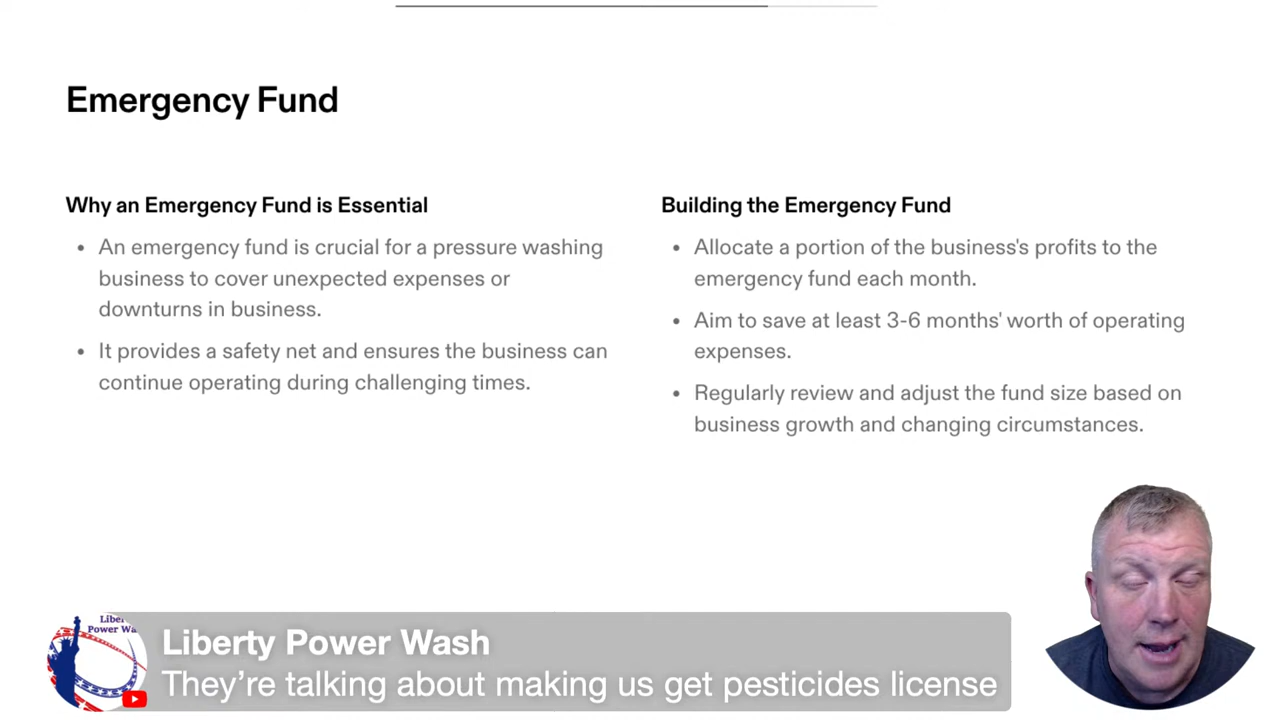 Emergency Fund
Why an Emergency Fund is Essential
• An emergency fund is crucial for a pressure washing
business to cover unexpected expenses or
downturns in business.
• It provides a safety net and ensures the business can
continue operating during challenging times.
Building the Emergency Fund
• Allocate a portion of the business's profits to the
emergency fund each month.
• Aim to save at least 3-6 months' worth of operating
expenses.
• Regularly review and adjust the fund size based on
business growth and changing circumstances.
Liberty Power Wash
They’re talking about making us get pesticides license